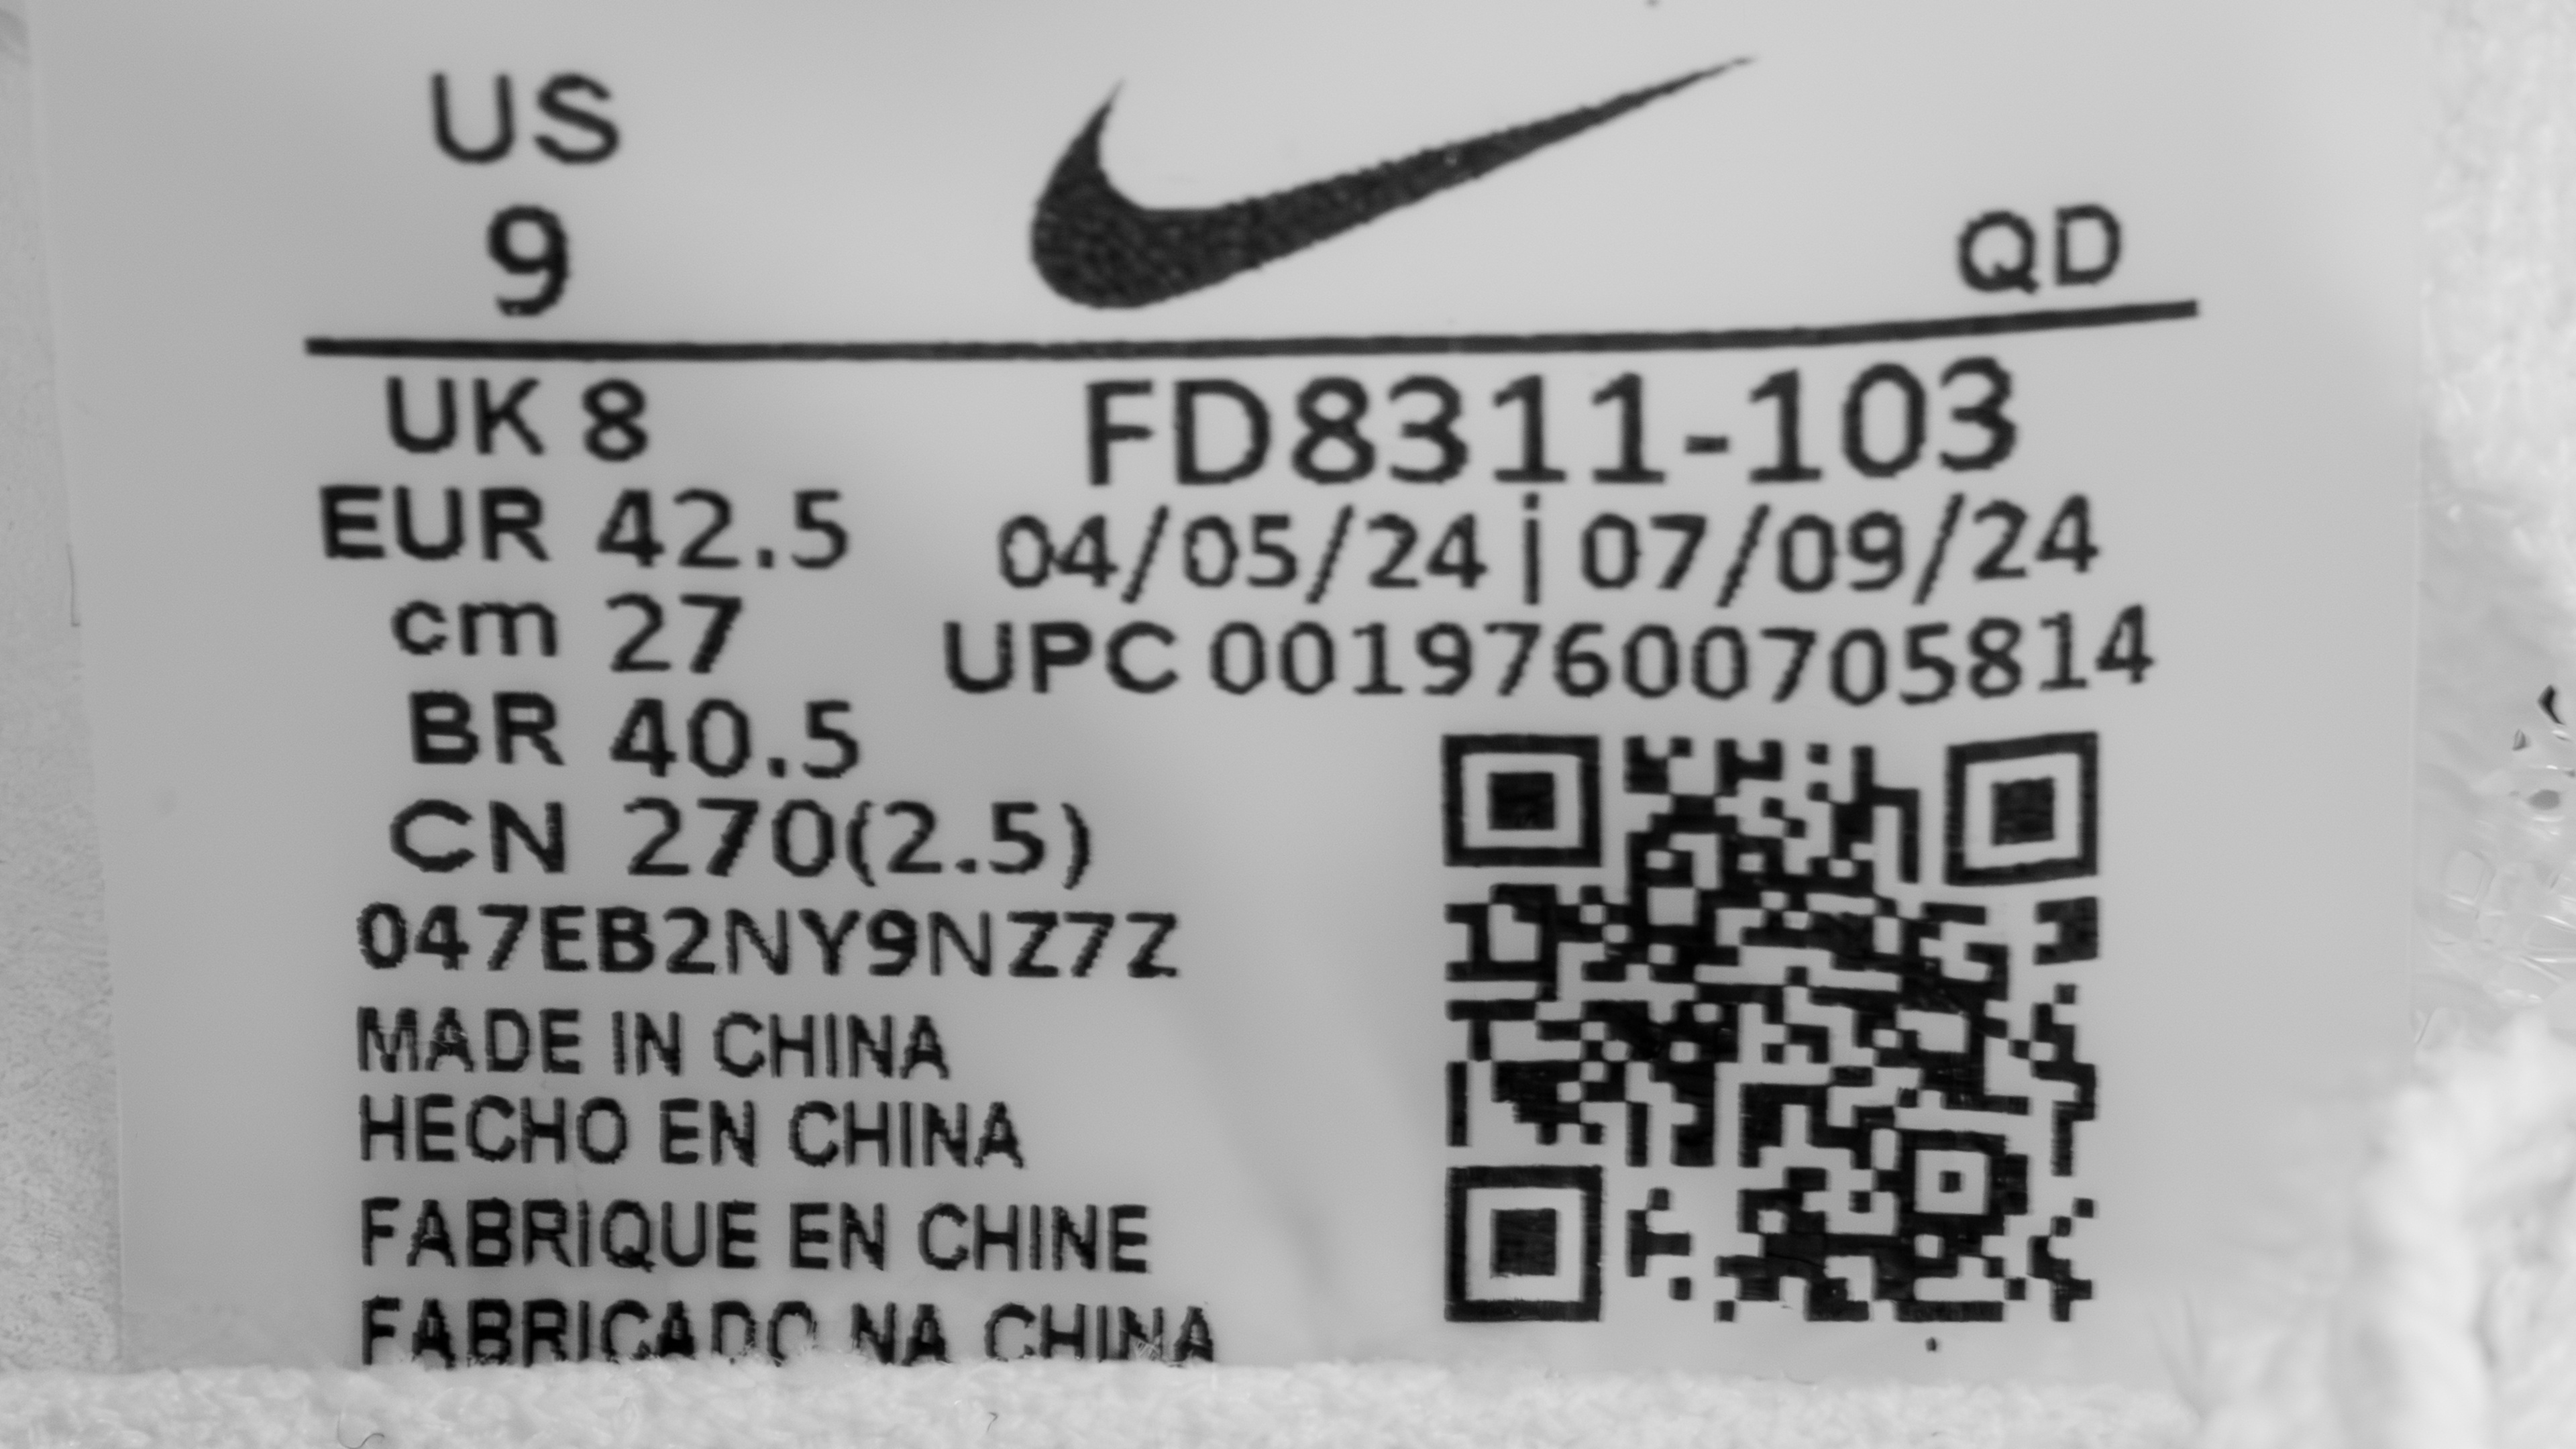 US
9
QD
UK 8
EUR 42.5
cm 27
BR 40.5
CN 270(2.5)
FD8311-103
04/05/24 | 07/09/24
UPC 00197600705814
047EB2NY9NZ7Z
MADE IN CHINA
HECHO EN CHINA
FABRIQUE EN CHINE
FABRICADO NA CHINA